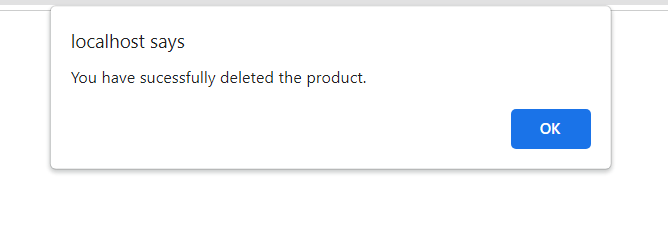 localhost says
You have sucessfully deleted the product.
OK